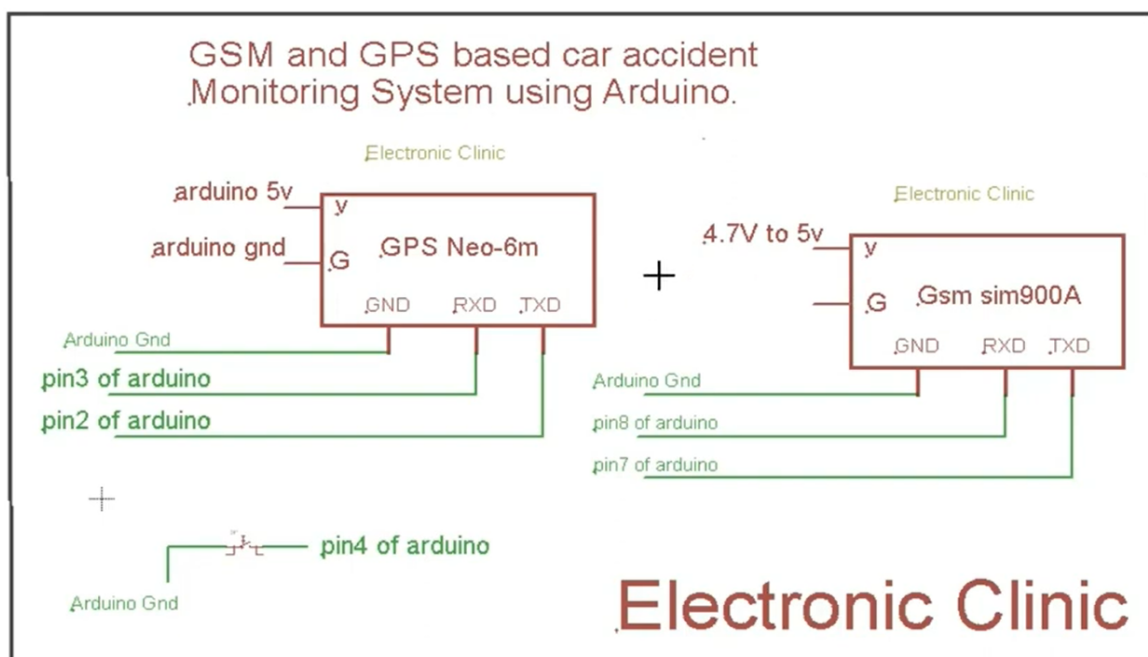 GSM and GPS based car accident
Monitoring System using Arduino.
Electronic Clinic
arduino 5v
V
arduino gnd
G
GPS Neo-6m
GND RXD TXD
Arduino Gnd
pin3 of arduino
pin2 of arduino
Electronic Clinic
4.7V to 5v
V
G
Gsm sim900A
GND RXD TXD
Arduino Gnd
pin8 of arduino
pin7 of arduino
pin4 of arduino
Arduino Gnd
Electronic Clinic